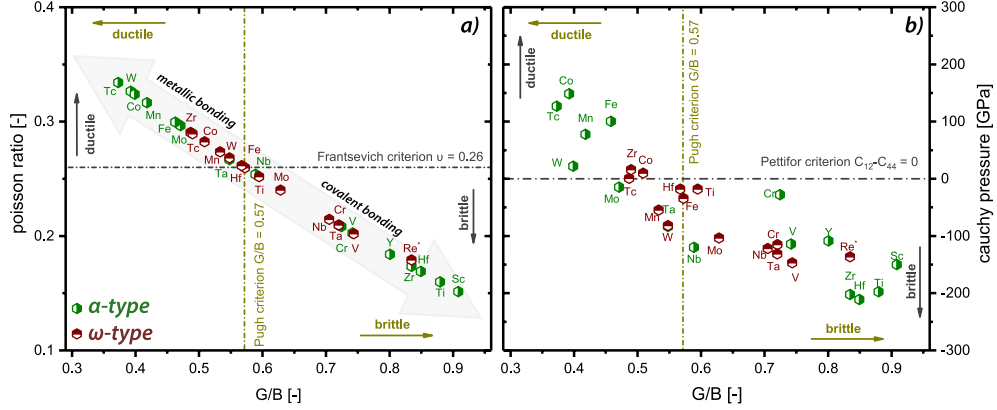 ductile
a)
0.4
W
Tc
Co
Mn
metallic bonding
0.3
Fe
Zr
Mo
Co
Tc
W
Fe
Mn
Nb
Ta
Hf
Ti
Mo
Frantsevich criterion υ = 0.26
ductile
poisson ratio [-]
covalent bonding
brittle
0.2
Cr
Nb
Ta
V
Cr
V
Y
Re*
Hf
Zr
Ti
Sc
Pugh criterion G/B = 0.57
α-type
ω-type
brittle
0.1
0.3 0.4 0.5 0.6 0.7 0.8 0.9
G/B [-]
ductile
b)
300
200
100
0
-100
-200
-300
cauchy pressure [GPa]
ductile
Pugh criterion G/B = 0.57
Co
Tc
Fe
Mn
W
Zr
Co
Pettifor criterion C12-C44 = 0
Mo
Tc
Hf
Ti
Fe
Mn
Ta
W
Nb
Mo
Cr
Cr
V
Nb
Ta
V
Y
Re*
Sc
Zr
Hf
Ti
brittle
brittle
0.3 0.4 0.5 0.6 0.7 0.8 0.9
G/B [-]